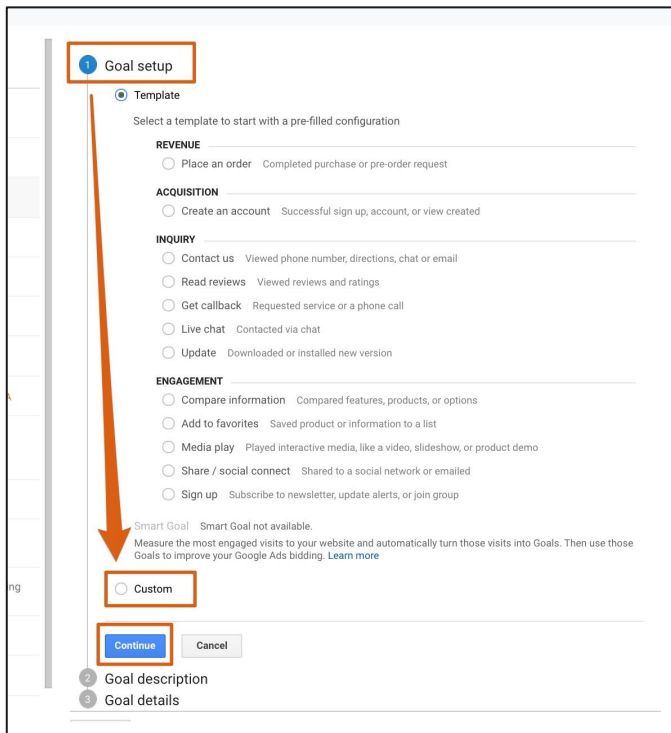 1 Goal setup
Template
Select a template to start with a pre-filled configuration
REVENUE
Place an order Completed purchase or pre-order request
ACQUISITION
Create an account Successful sign up, account, or view created
INQUIRY
Contact us Viewed phone number, directions, chat or email
Read reviews Viewed reviews and ratings
Get callback Requested service or a phone call
Live chat Contacted via chat
Update Downloaded or installed new version
ENGAGEMENT
Compare information Compared features, products, or options
Add to favorites Saved product or information to a list
Media play Played interactive media, like a video, slideshow, or product demo
Share / social connect Shared to a social network or emailed
Sign up Subscribe to newsletter, update alerts, or join group
Smart Goal Smart Goal not available.
Measure the most engaged visits to your website and automatically turn those visits into Goals. Then use those
Goals to improve your Google Ads bidding. Learn more
ng
Custom
Continue Cancel
2 Goal description
3 Goal details